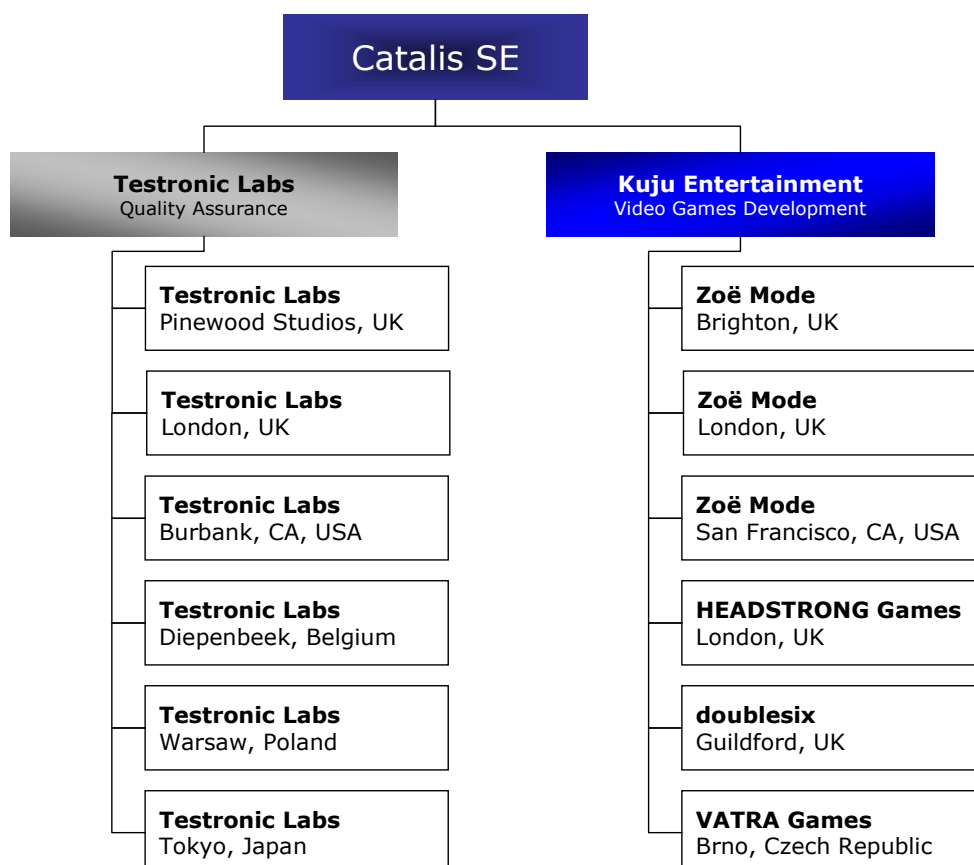 Catalis SE
Testronic Labs
Quality Assurance
Testronic Labs
Pinewood Studios, UK
Testronic Labs
London, UK
Testronic Labs
Burbank, CA, USA
Testronic Labs
Diepenbeek, Belgium
Testronic Labs
Warsaw, Poland
Testronic Labs
Tokyo, Japan
Kuju Entertainment
Video Games Development
Zoë Mode
Brighton, UK
Zoë Mode
London, UK
Zoë Mode
San Francisco, CA, USA
HEADSTRONG Games
London, UK
doublesix
Guildford, UK
VATRA Games
Brno, Czech Republic